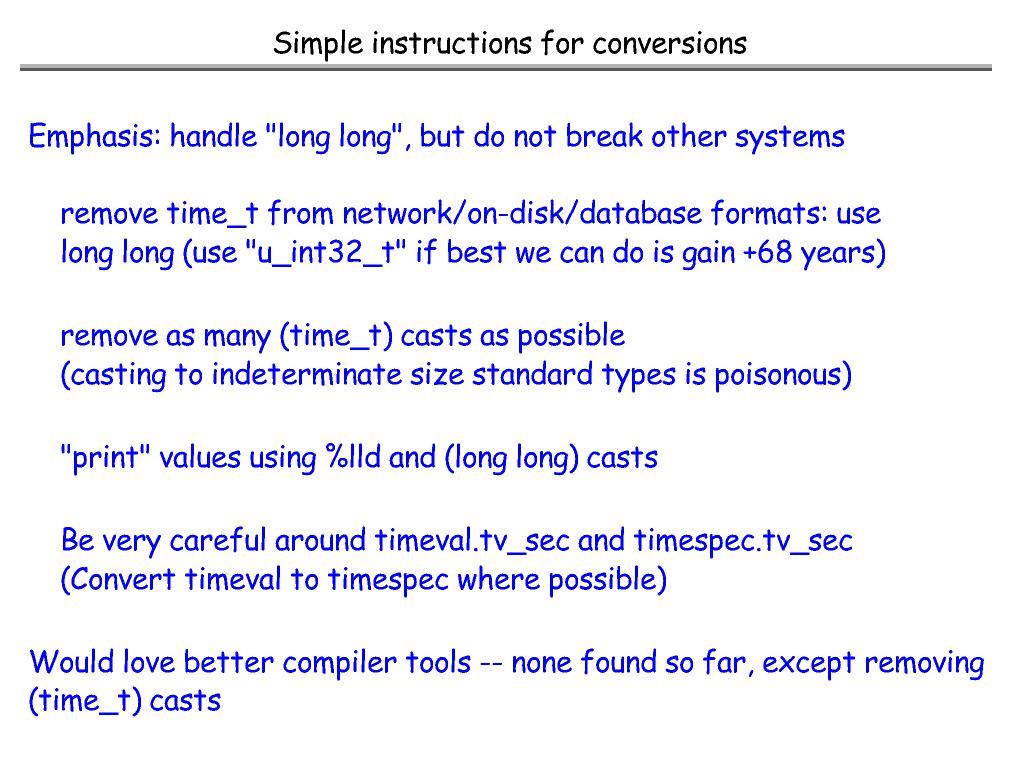 Simple instructions for conversions
Emphasis: handle "long long", but do not break other systems
remove time_t from network/on-disk/database formats: use
long long (use "u_int32_t" if best we can do is gain +68 years)
remove as many (time_t) casts as possible
(casting to indeterminate size standard types is poisonous)
"print" values using %lld and (long long) casts
Be very careful around timeval.tv_sec and timespec.tv_sec
(Convert timeval to timespec where possible)
Would love better compiler tools -- none found so far, except removing
(time_t) casts